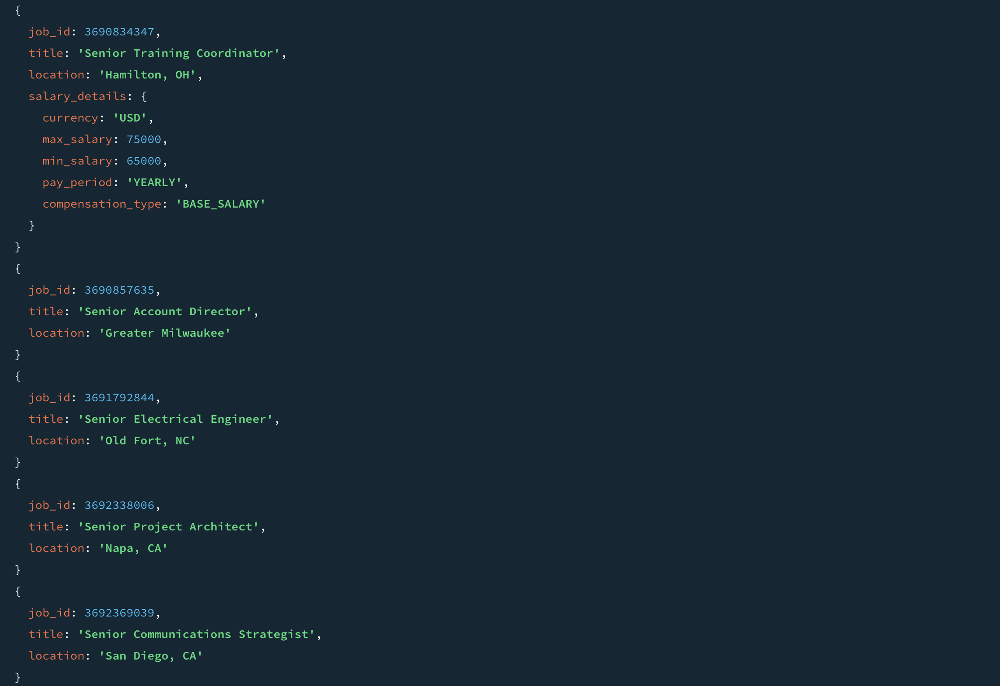 {
  job_id: 3690834347,
  title: 'Senior Training Coordinator',
  location: 'Hamilton, OH',
  salary_details: {
    currency: 'USD',
    max_salary: 75000,
    min_salary: 65000,
    pay_period: 'YEARLY',
    compensation_type: 'BASE_SALARY'
  }
}
{
  job_id: 3690857635,
  title: 'Senior Account Director',
  location: 'Greater Milwaukee'
}
{
  job_id: 3691792844,
  title: 'Senior Electrical Engineer',
  location: 'Old Fort, NC'
}
{
  job_id: 3692338006,
  title: 'Senior Project Architect',
  location: 'Napa, CA'
}
{
  job_id: 3692369039,
  title: 'Senior Communications Strategist',
  location: 'San Diego, CA'
}